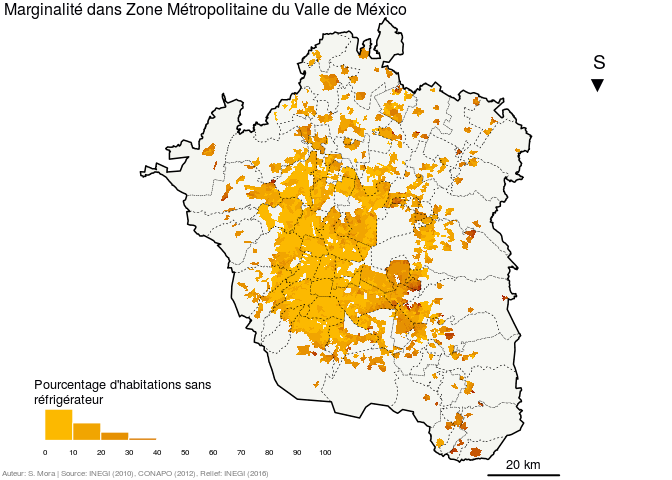 Marginalité dans Zone Métropolitaine du Valle de México
S
Pourcentage d'habitations sans
réfrigérateur
0 10 20 30 40 50 60 70 80 90 100
20 km
Auteur: S. Mora | Source: INEGI (2010). CONAPO (2012). Relief: INEGI (2016)